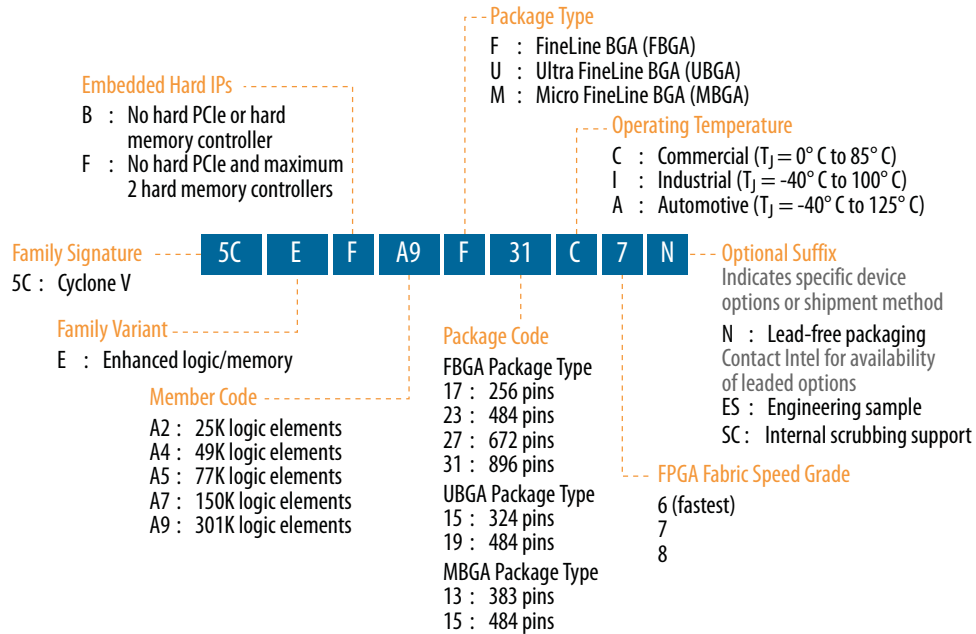 Package Type
F : FineLine BGA (FBGA)
U : Ultra FineLine BGA (UBGA)
M : Micro FineLine BGA (MBGA)
Embedded Hard IPs
B : No hard PCIe or hard
memory controller
F : No hard PCIe and maximum
2 hard memory controllers
Operating Temperature
C : Commercial (TJ = 0° C to 85° C)
I : Industrial (TJ = -40° C to 100° C)
A : Automotive (TJ = -40° C to 125° C)
Family Signature
5C : Cyclone V
5C E F A9 F 31 C 7 N
Optional Suffix
Indicates specific device
options or shipment method
N : Lead-free packaging
Contact Intel for availability
of leaded options
ES : Engineering sample
SC : Internal scrubbing support
Family Variant
E : Enhanced logic/memory
Member Code
A2 : 25K logic elements
A4 : 49K logic elements
A5 : 77K logic elements
A7 : 150K logic elements
A9 : 301K logic elements
Package Code
FBGA Package Type
17 : 256 pins
23 : 484 pins
27 : 672 pins
31 : 896 pins
UBGA Package Type
15 : 324 pins
19 : 484 pins
MBGA Package Type
13 : 383 pins
15 : 484 pins
FPGA Fabric Speed Grade
6 (fastest)
7
8